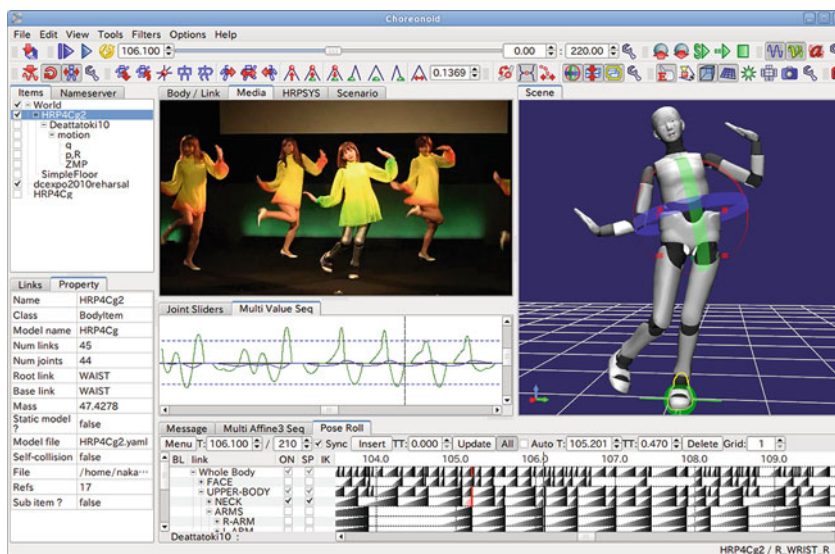 Choreonoid
File Edit View Tools Filters Options Help
106.100 0.00 : 220.00
0.1369
Items Nameserver
World
HRP4Cg2
Deattatoki10
motion
q
p,R
ZMP
SimpleFloor
dcexpo2010reharsal
HRP4Cg
Body / Link Media HRPSYS Scenario
Scene
Links Property
Name HRP4Cg2
Class BodyItem
Model name HRP4Cg
Num links 45
Num joints 44
Root link WAIST
Base link WAIST
Mass 47.4278
Static model ? false
Model file HRP4Cg2.yaml
Self-collision false
File /home/naka…
Refs 17
Sub item ? false
Joint Sliders Multi Value Seq
Message Multi Affine3 Seq Pose Roll
Menu T: 106.100 / 210 Sync Insert TT: 0.000 Update All Auto T: 105.201 TT: 0.470 Delete Grid: 1
BL link ON SP IK 104.0 105.0 106.0 107.0 108.0 109.0
Whole Body
FACE
UPPER-BODY
NECK
ARMS
R-ARM
L-ARM
Deattatoki10 :
HRP4Cg2 / R_WRIST_R